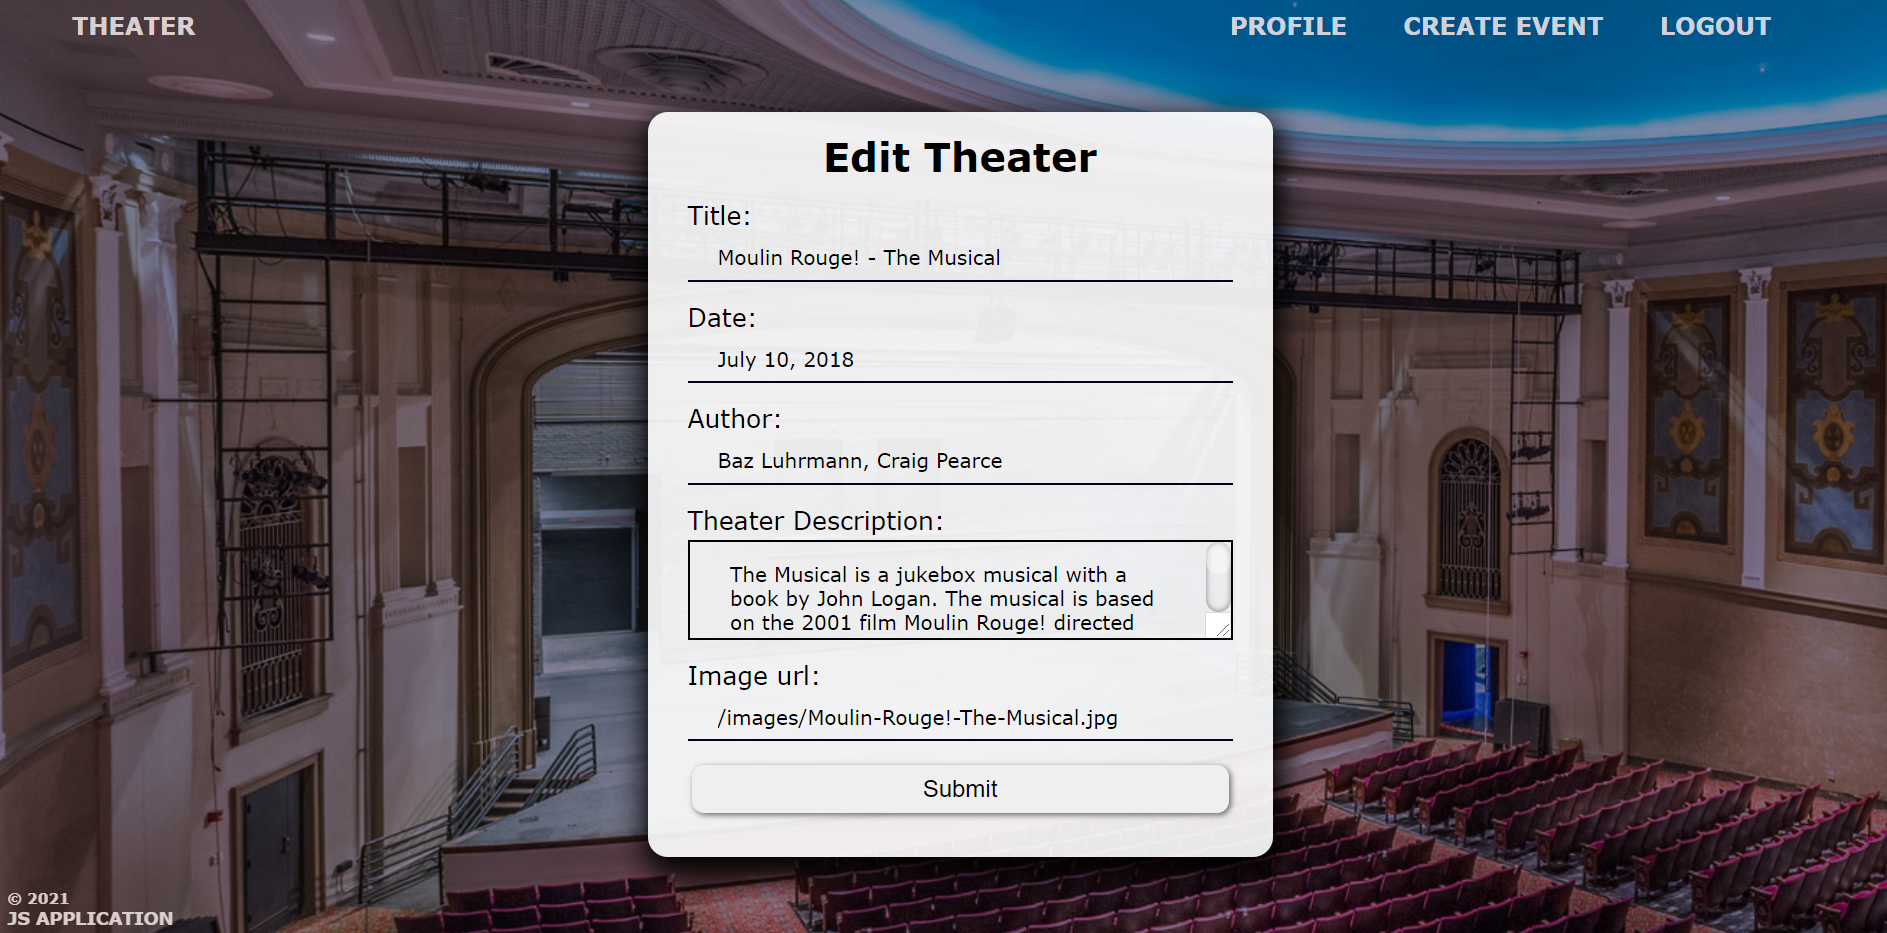 THEATER
PROFILE
CREATE EVENT
LOGOUT
Edit Theater
Title:
Moulin Rouge! - The Musical
Date:
July 10, 2018
Author:
Baz Luhrmann, Craig Pearce
Theater Description:
The Musical is a jukebox musical with a
book by John Logan. The musical is based
on the 2001 film Moulin Rouge! directed
Image url:
/images/Moulin-Rouge!-The-Musical.jpg
Submit
© 2021
JS APPLICATION